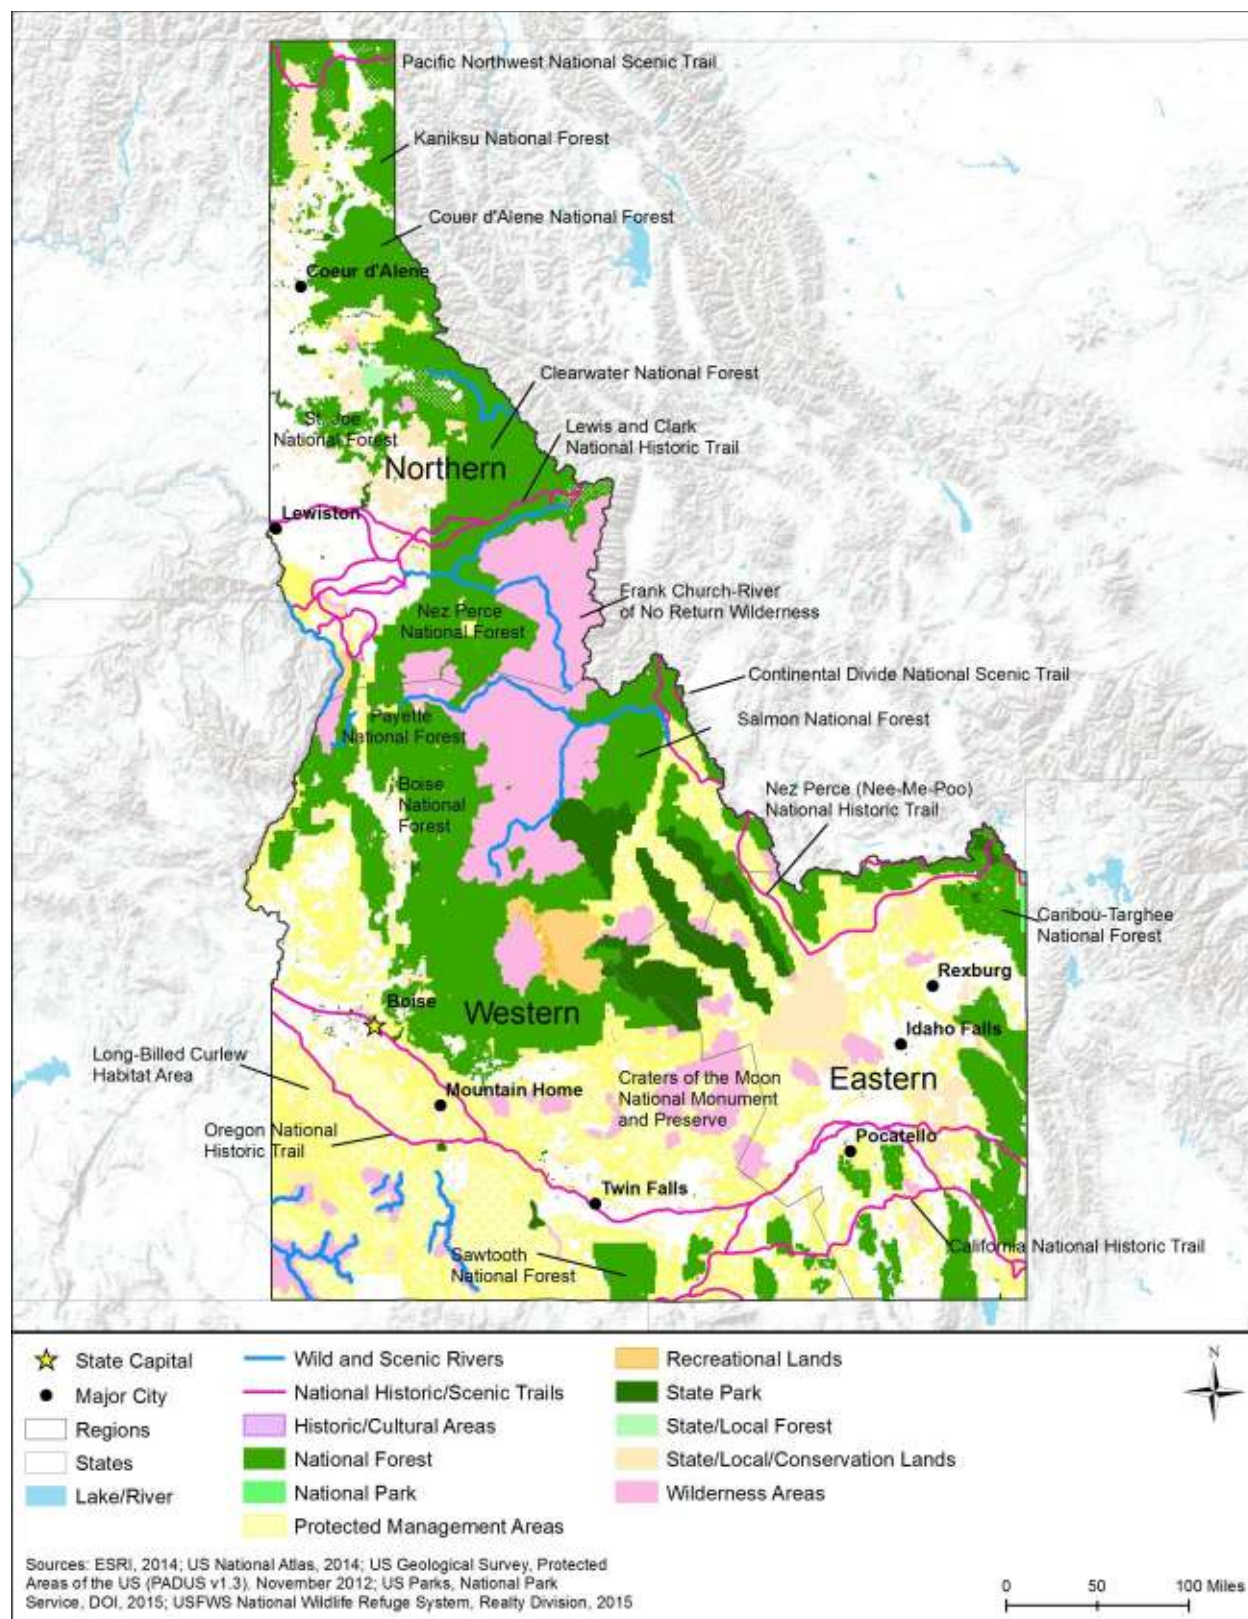 Pacific Northwest National Scenic Trail
Kaniksu National Forest
Couer d'Alene National Forest
Coeur d'Alene
Clearwater National Forest
St. Joe
National Forest
Lewis and Clark
National Historic Trail
Northern
Lewiston
Frank Church-River
of No Return Wilderness
Nez Perce
National Forest
Continental Divide National Scenic Trail
Salmon National Forest
Payette
National Forest
Boise
National
Forest
Nez Perce (Nee-Me-Poo)
National Historic Trail
Caribou-Targhee
National Forest
Rexburg
Boise
Western
Idaho Falls
Long-Billed Curlew
Habitat Area
Mountain Home
Craters of the Moon
National Monument
and Preserve
Eastern
Oregon National
Historic Trail
Pocatello
Twin Falls
Sawtooth
National Forest
California National Historic Trail
State Capital
Major City
Regions
States
Lake/River
Wild and Scenic Rivers
National Historic/Scenic Trails
Historic/Cultural Areas
National Forest
National Park
Protected Management Areas
Recreational Lands
State Park
State/Local Forest
State/Local/Conservation Lands
Wilderness Areas
N
Sources: ESRI, 2014; US National Atlas, 2014; US Geological Survey, Protected
Areas of the US (PADUS v1.3), November 2012; US Parks, National Park
Service, DOI, 2015; USFWS National Wildlife Refuge System, Realty Division, 2015
0 50 100 Miles